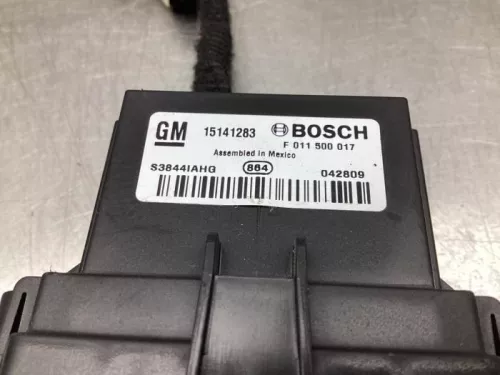 GM 15141283 BOSCH
F 011 500 017
Assembled in Mexico
S3844IAHG 864 042809